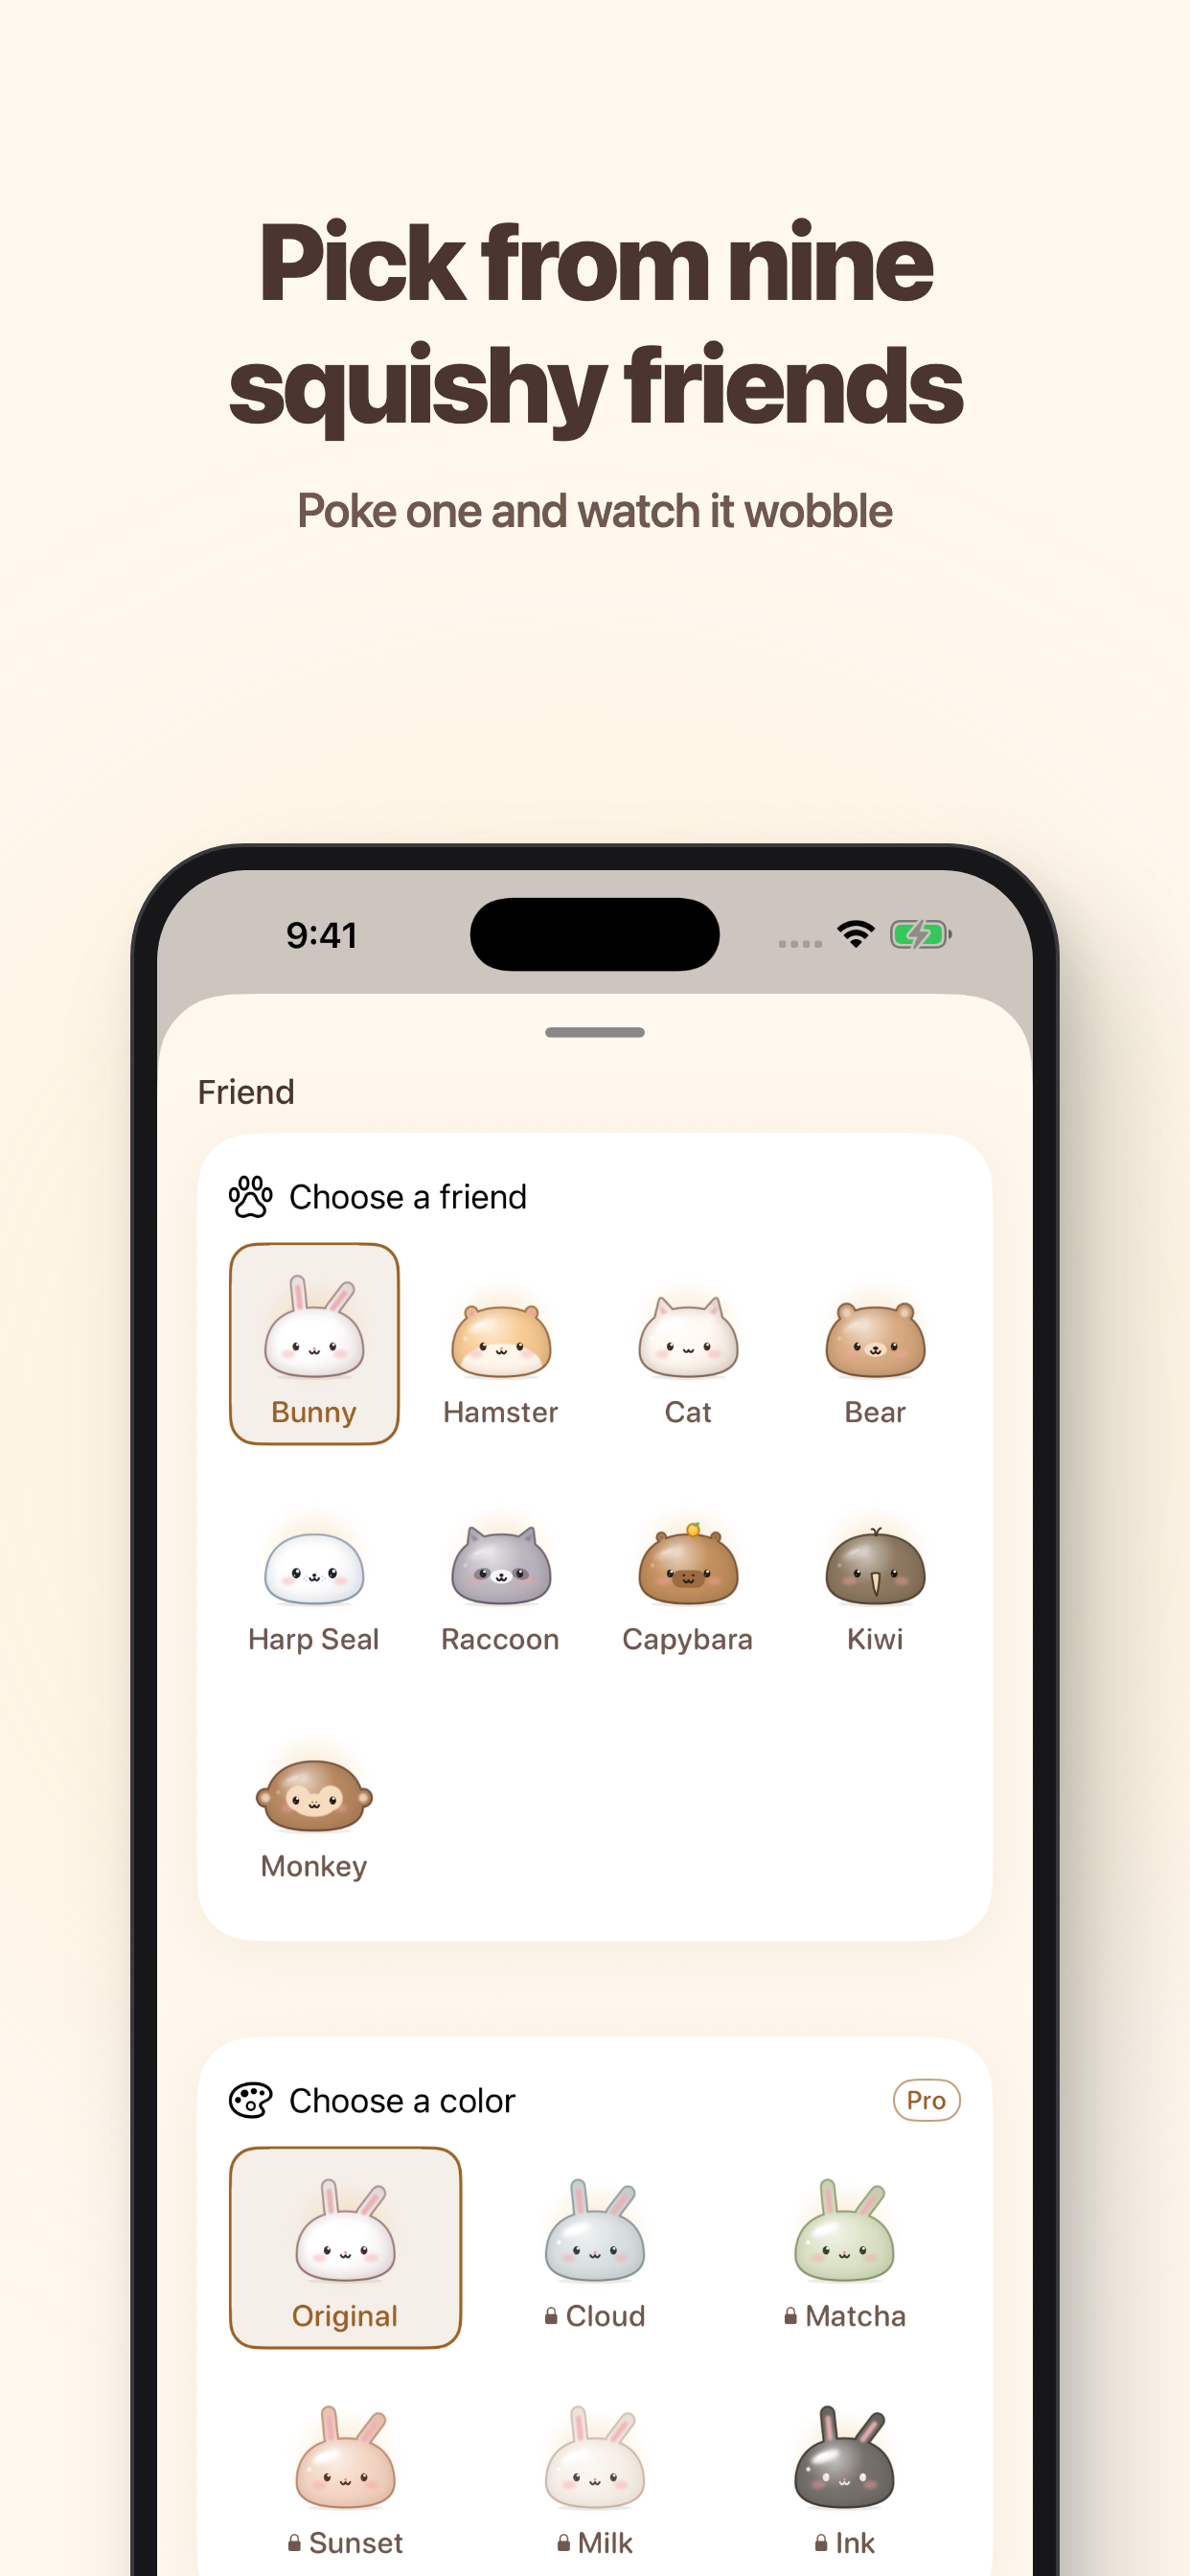 Pick from nine
squishy friends
Poke one and watch it wobble
9:41
Friend
Choose a friend
Bunny
Hamster
Cat
Bear
Harp Seal
Raccoon
Capybara
Kiwi
Monkey
Choose a color
Pro
Original
Cloud
Matcha
Sunset
Milk
Ink